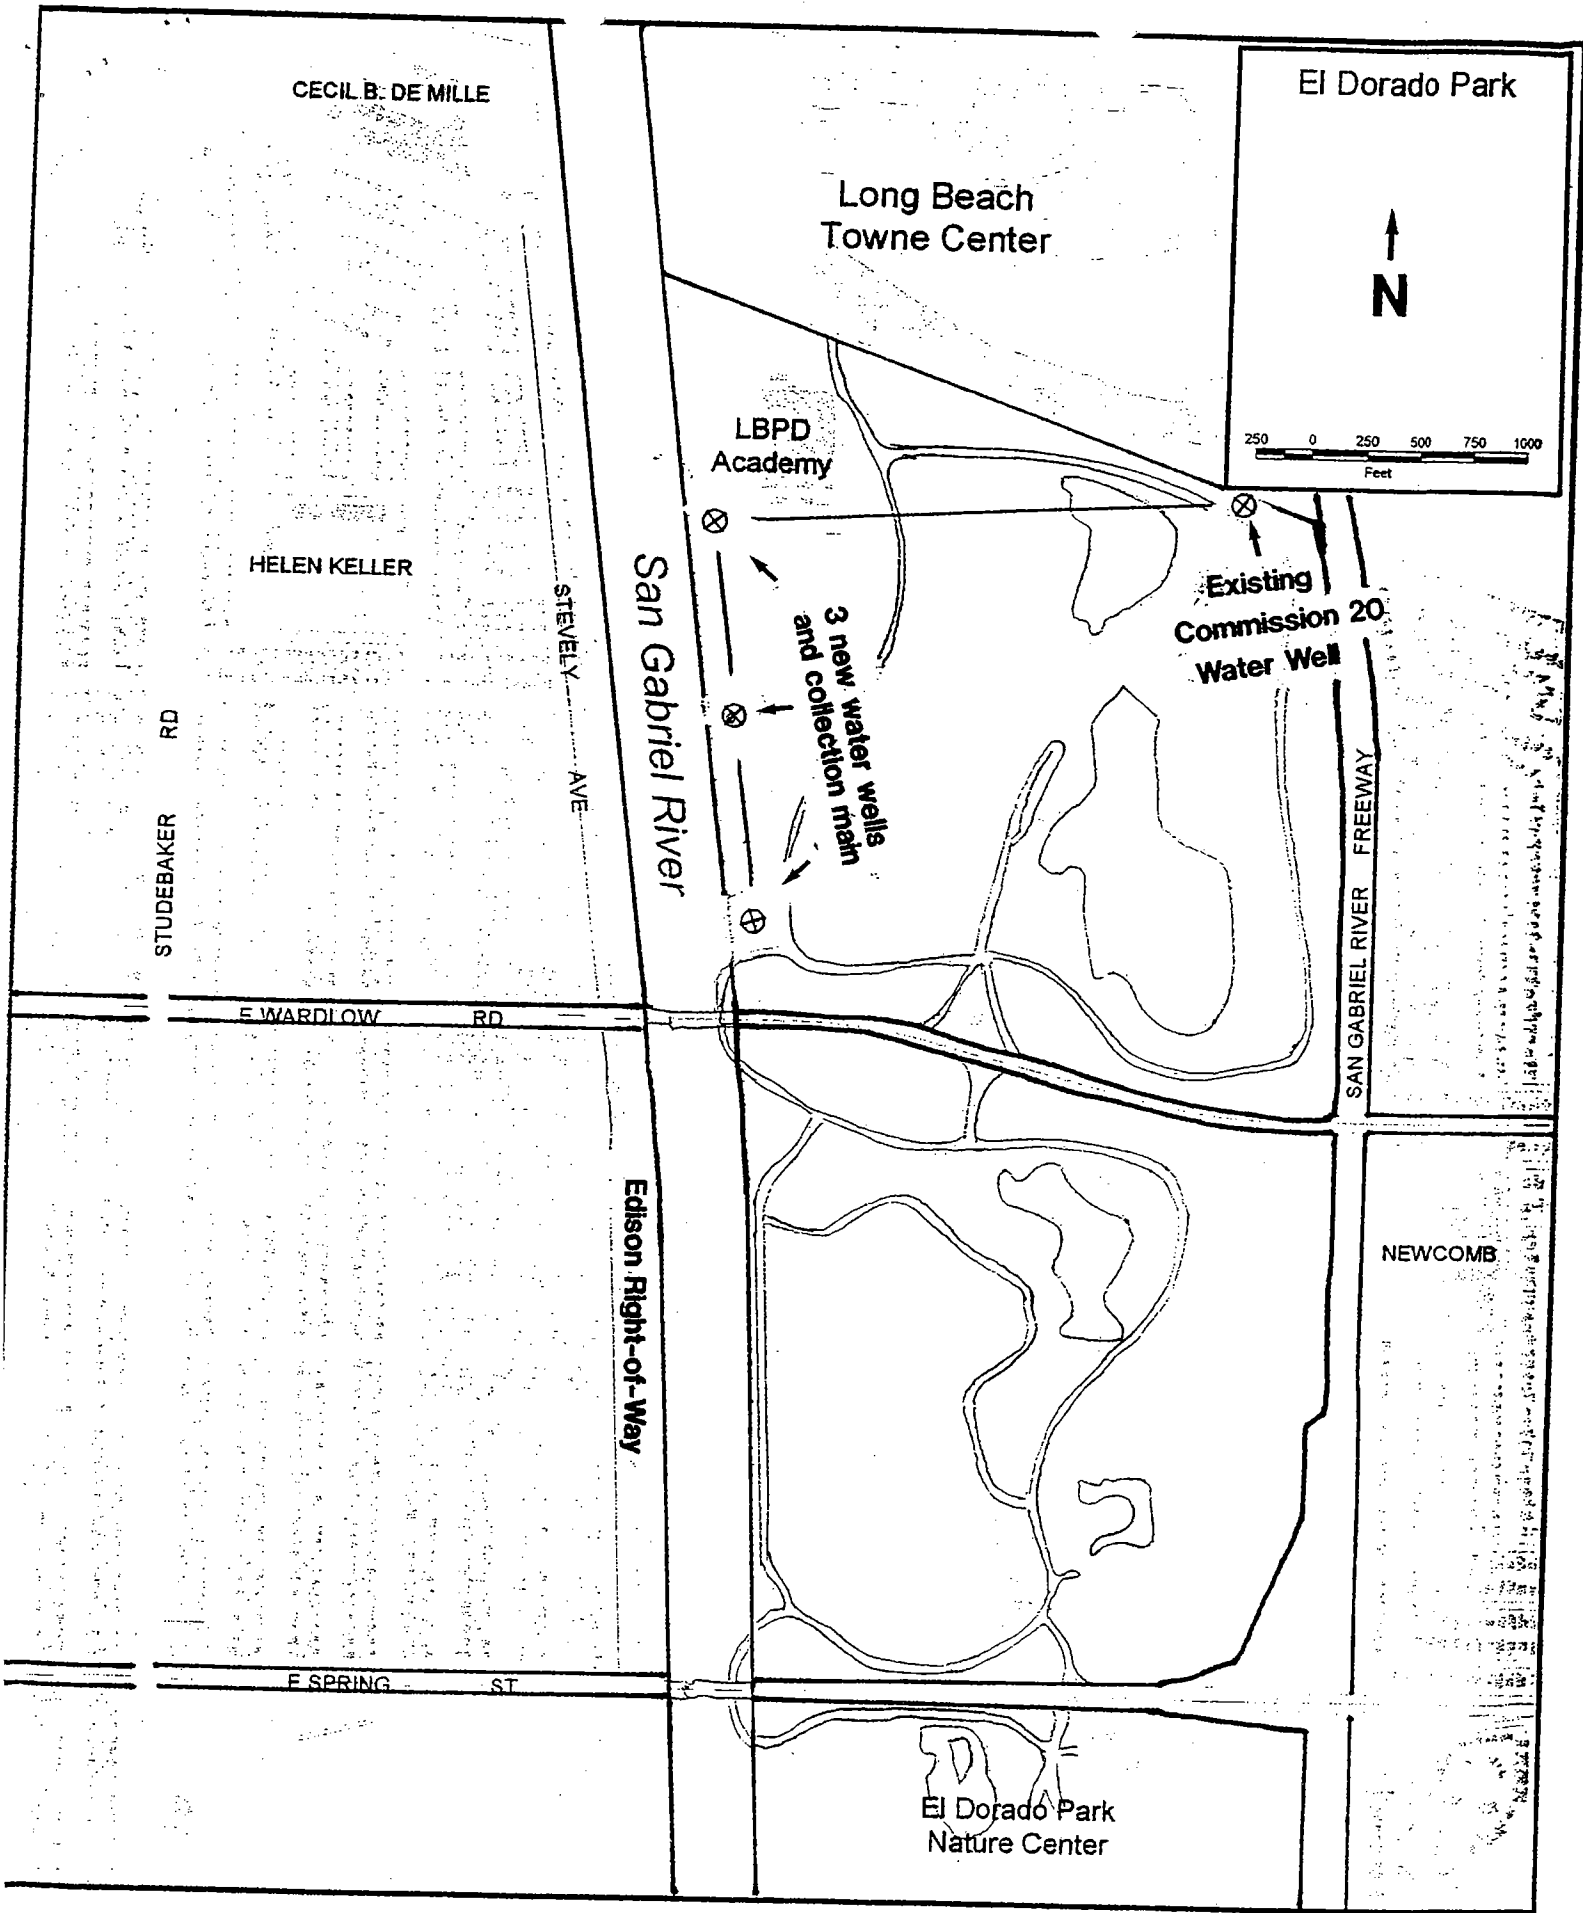 CECIL B. DE MILLE
El Dorado Park
Long Beach
Towne Center
N
250 0 250 500 750 1000
Feet
LBPD
Academy
HELEN KELLER
STEVELY AVE
San Gabriel River
3 new water wells
and collection main
Existing
Commission 20
Water Well
STUDEBAKER RD
SAN GABRIEL RIVER FREEWAY
E WARDLOW RD
Edison Right-of-Way
NEWCOMB
E SPRING ST
El Dorado Park
Nature Center